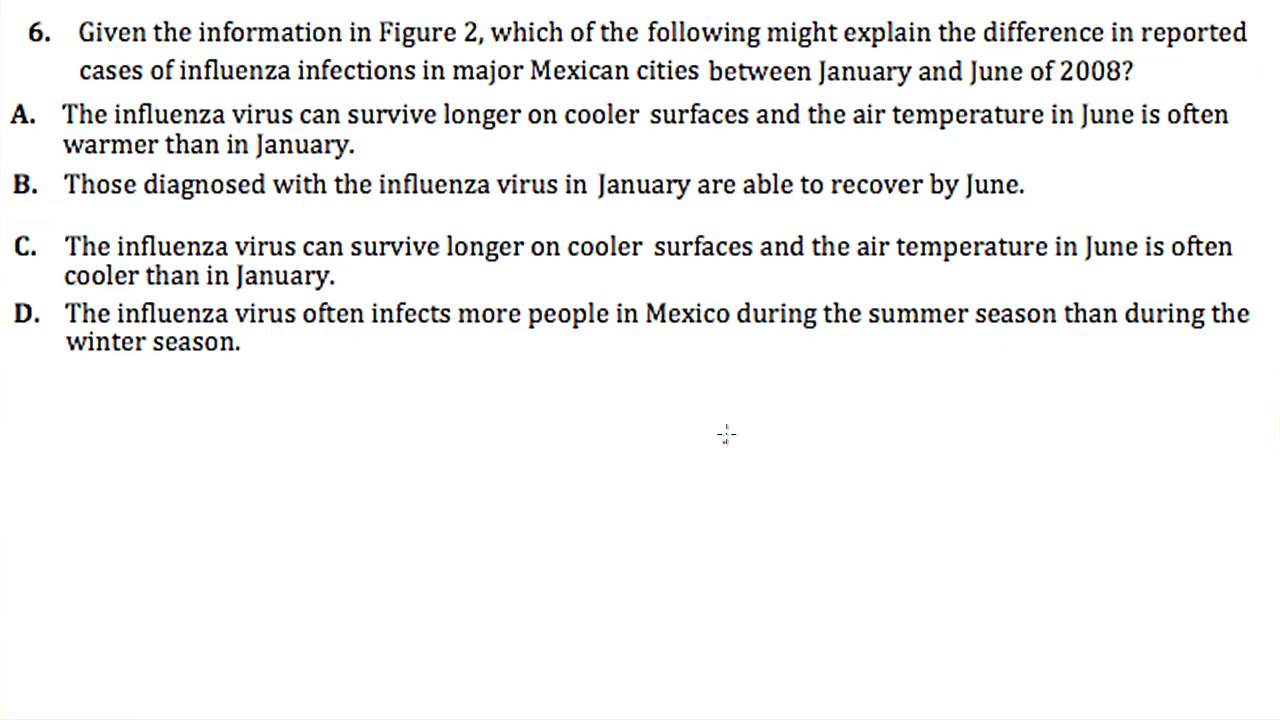 6. Given the information in Figure 2, which of the following might explain the difference in reported
cases of influenza infections in major Mexican cities between January and June of 2008?
A. The influenza virus can survive longer on cooler surfaces and the air temperature in June is often
warmer than in January.
B. Those diagnosed with the influenza virus in January are able to recover by June.
C. The influenza virus can survive longer on cooler surfaces and the air temperature in June is often
cooler than in January.
D. The influenza virus often infects more people in Mexico during the summer season than during the
winter season.